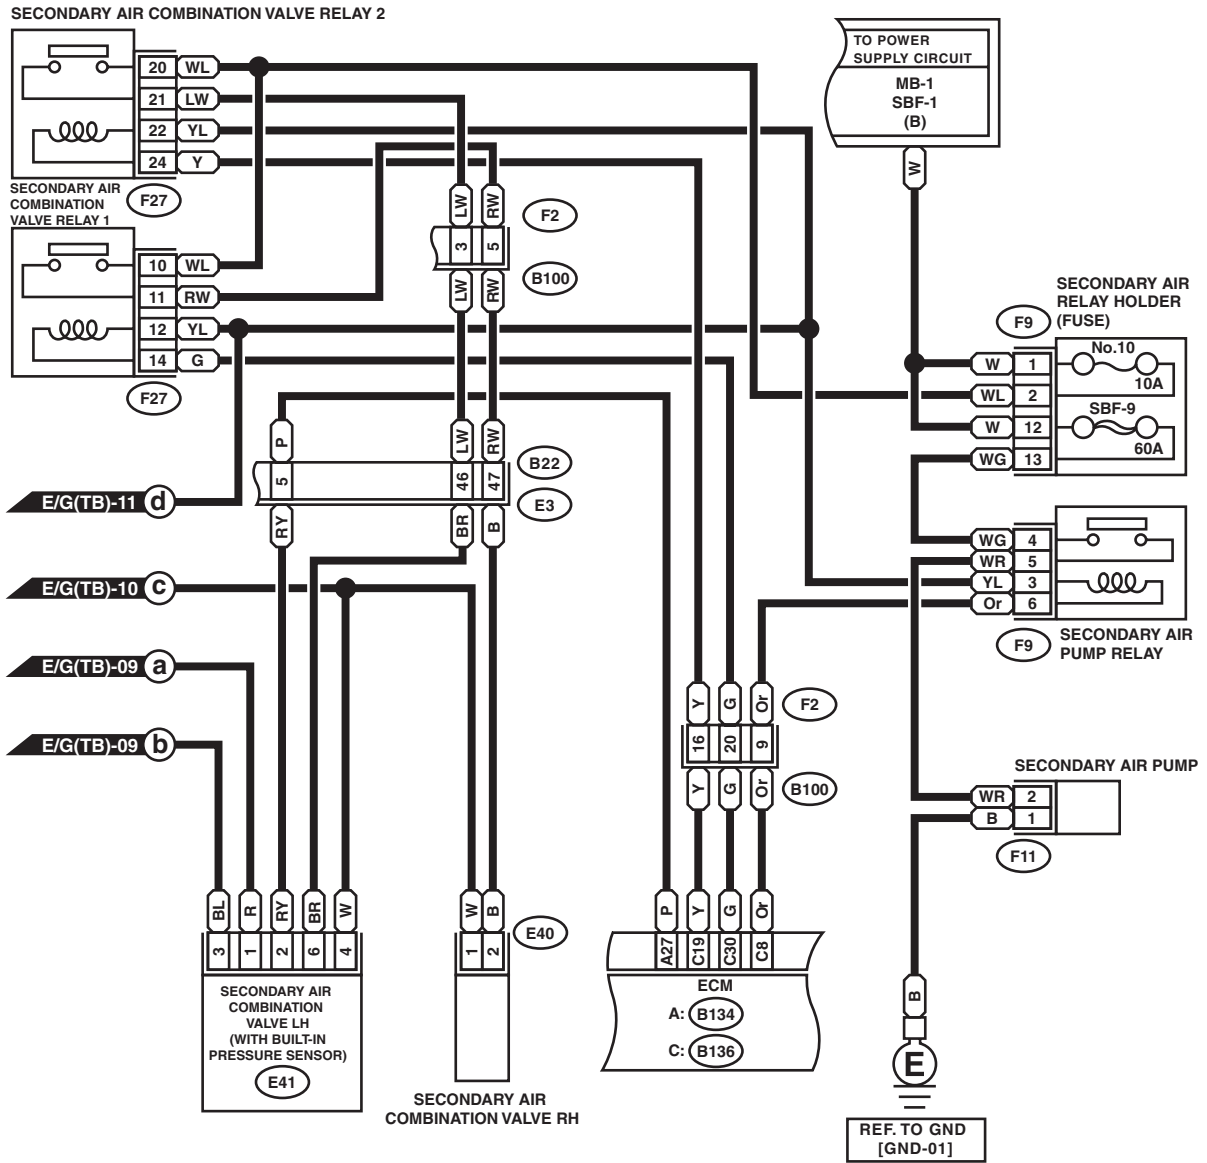 SECONDARY AIR COMBINATION VALVE RELAY 2
20 WL
21 LW
22 YL
24 Y
F27
SECONDARY AIR
COMBINATION
VALVE RELAY 1
10 WL
11 RW
12 YL
14 G
F27
TO POWER
SUPPLY CIRCUIT
MB-1
SBF-1
(B)
W
LW RW
F2
3 5
B100
LW RW
SECONDARY AIR
RELAY HOLDER
(FUSE)
F9
W 1
WL 2
W 12
WG 13
No.10
10A
SBF-9
60A
P LW RW
B22
5 46 47
E3
RY BR B
E/G(TB)-11 d
E/G(TB)-10 c
E/G(TB)-09 a
E/G(TB)-09 b
WG 4
WR 5
YL 3
Or 6
F9
SECONDARY AIR
PUMP RELAY
Y G Or
F2
16 20 9
B100
Y G Or
SECONDARY AIR PUMP
WR 2
B 1
F11
BL R RY BR W
3 1 2 6 4
SECONDARY AIR
COMBINATION
VALVE LH
(WITH BUILT-IN
PRESSURE SENSOR)
E41
W B
E40
1 2
SECONDARY AIR
COMBINATION VALVE RH
P Y G Or
A27 C19 C30 C8
ECM
A: B134
C: B136
B
E
REF. TO GND
[GND-01]